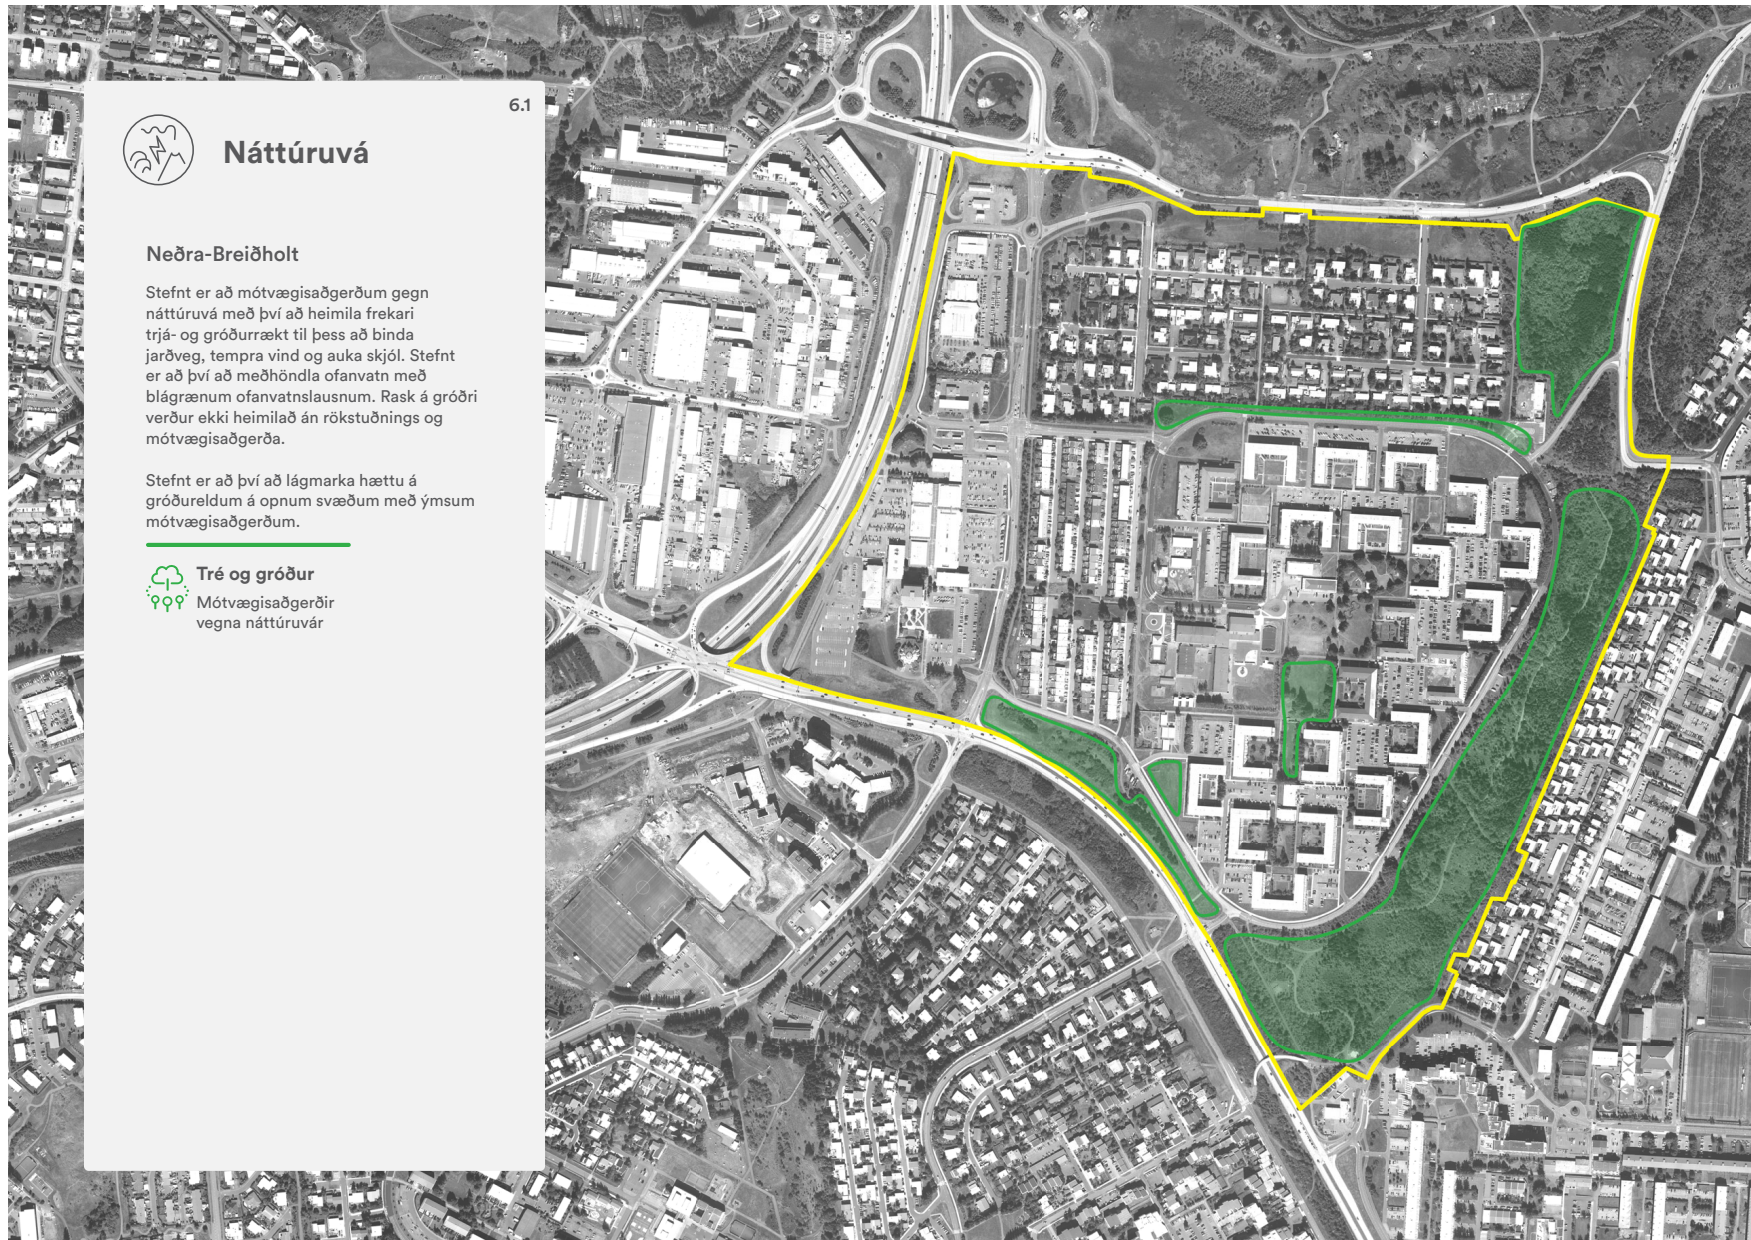 6.1
Náttúruvá
Neðra-Breiðholt
Stefnt er að mótvægisaðgerðum gegn
náttúruvá með því að heimila frekari
trjá- og gróðurrækt til þess að binda
jarðveg, tempra vind og auka skjól. Stefnt
er að því að meðhöndla ofanvatn með
blágrænum ofanvatnslausnum. Rask á gróðri
verður ekki heimilað án rökstuðnings og
mótvægisaðgerða.
Stefnt er að því að lágmarka hættu á
gróðureldum á opnum svæðum með ýmsum
mótvægisaðgerðum.
Tré og gróður
Mótvægisaðgerðir
vegna náttúruvár